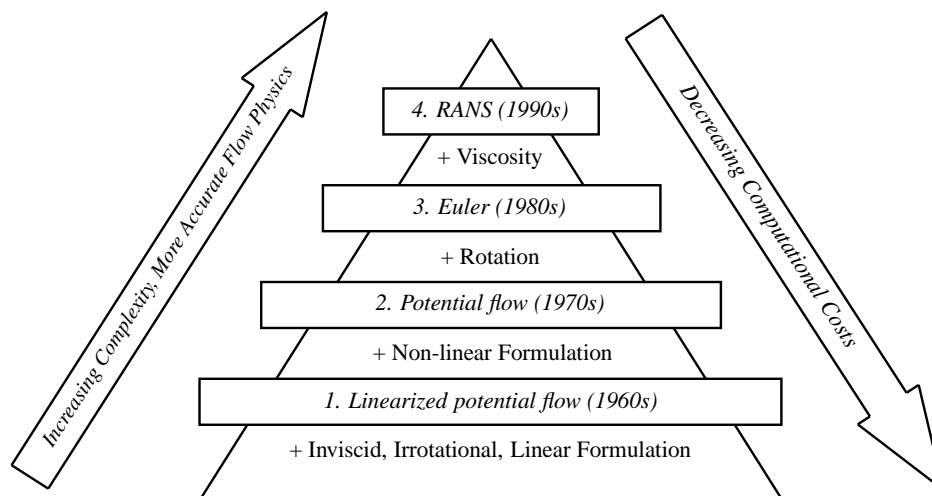 4. RANS (1990s)
+ Viscosity
3. Euler (1980s)
+ Rotation
2. Potential flow (1970s)
+ Non-linear Formulation
1. Linearized potential flow (1960s)
+ Inviscid, Irrotational, Linear Formulation
Increasing Complexity, More Accurate Flow Physics
Decreasing Computational Costs